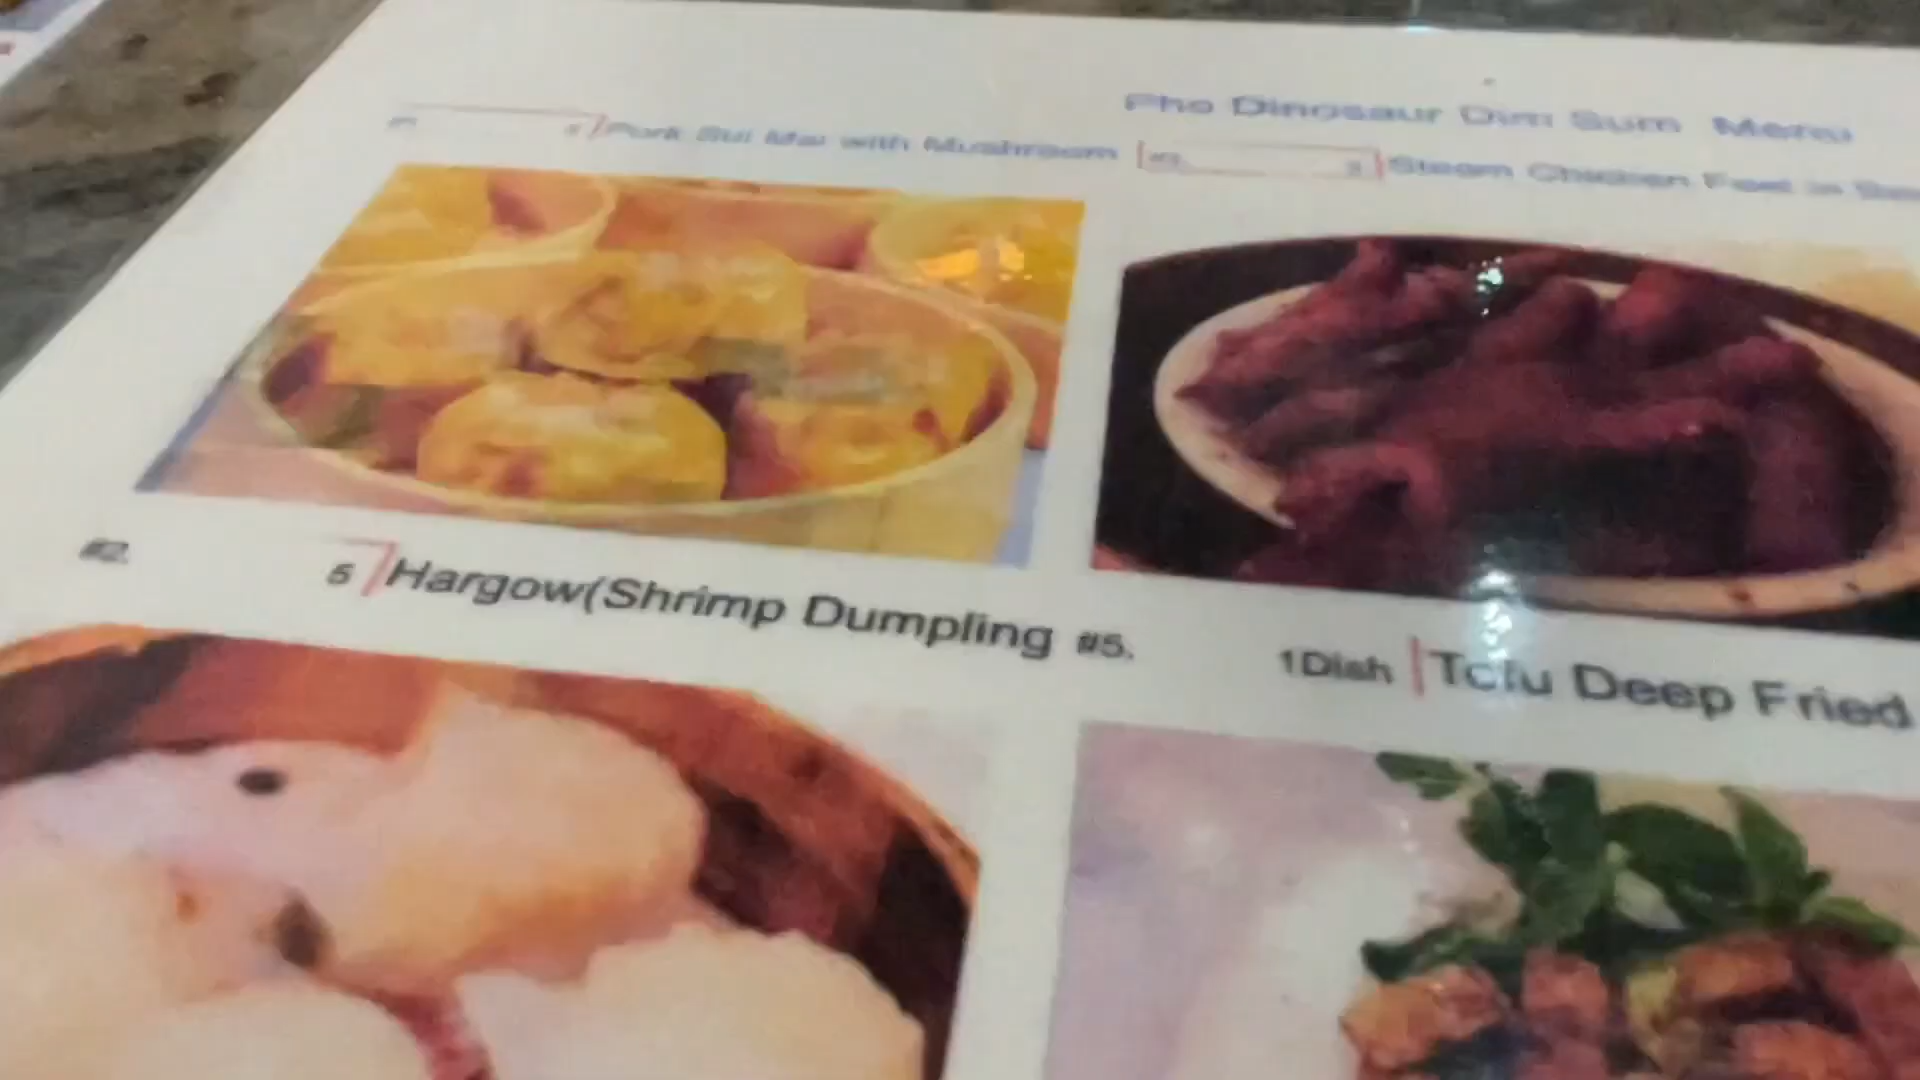 Pho Dinosaur Dim Sum Menu
Pork Sui Mai with Mushroom
Steam Chicken Feet in
#2. 5 Hargow(Shrimp Dumpling
#5. 1Dish Tofu Deep Fried